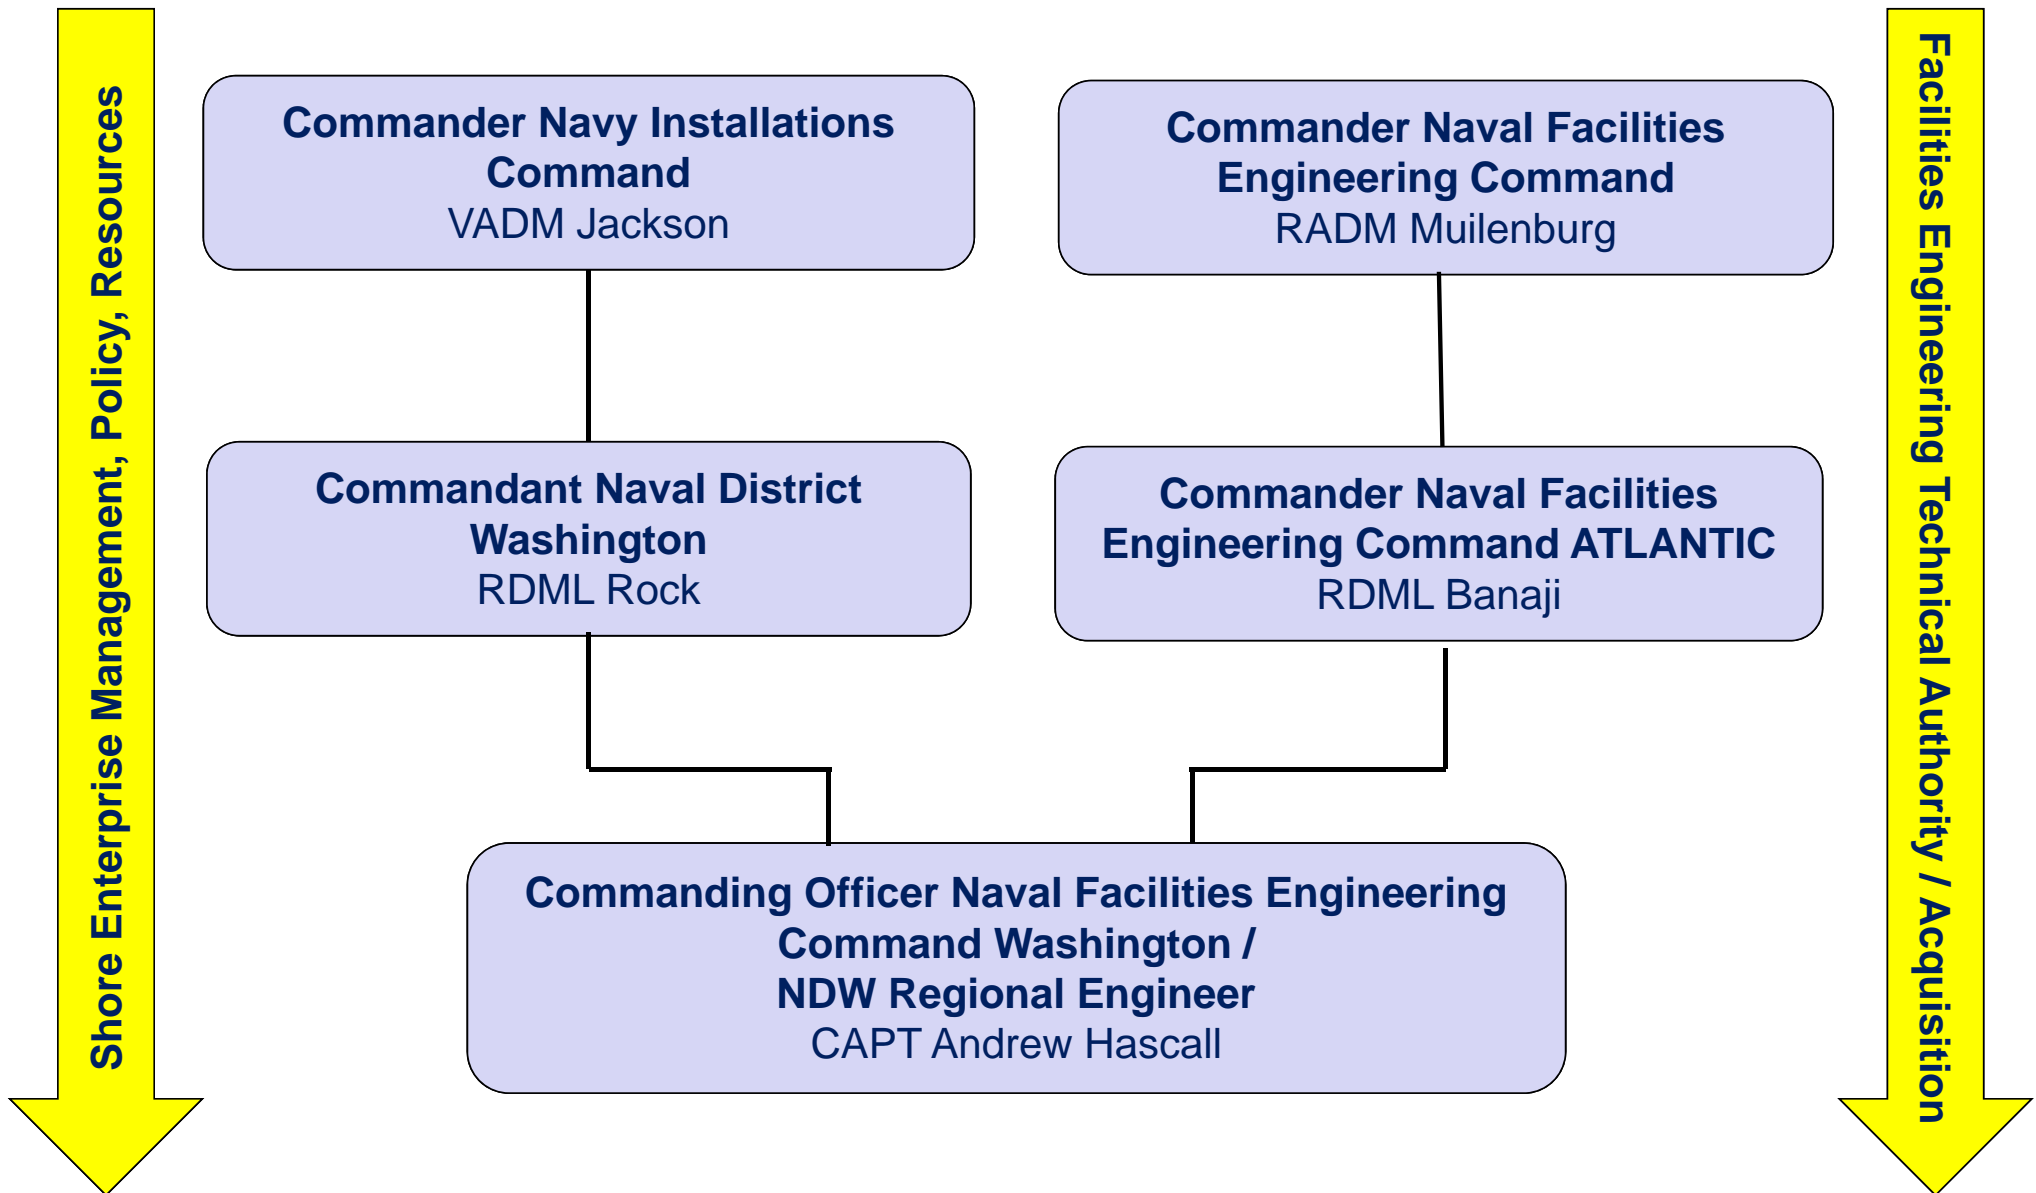 Shore Enterprise Management, Policy, Resources
Commander Navy Installations
Command
VADM Jackson
Commander Naval Facilities
Engineering Command
RADM Muilenburg
Commandant Naval District
Washington
RDML Rock
Commander Naval Facilities
Engineering Command ATLANTIC
RDML Banaji
Commanding Officer Naval Facilities Engineering
Command Washington /
NDW Regional Engineer
CAPT Andrew Hascall
Facilities Engineering Technical Authority / Acquisition